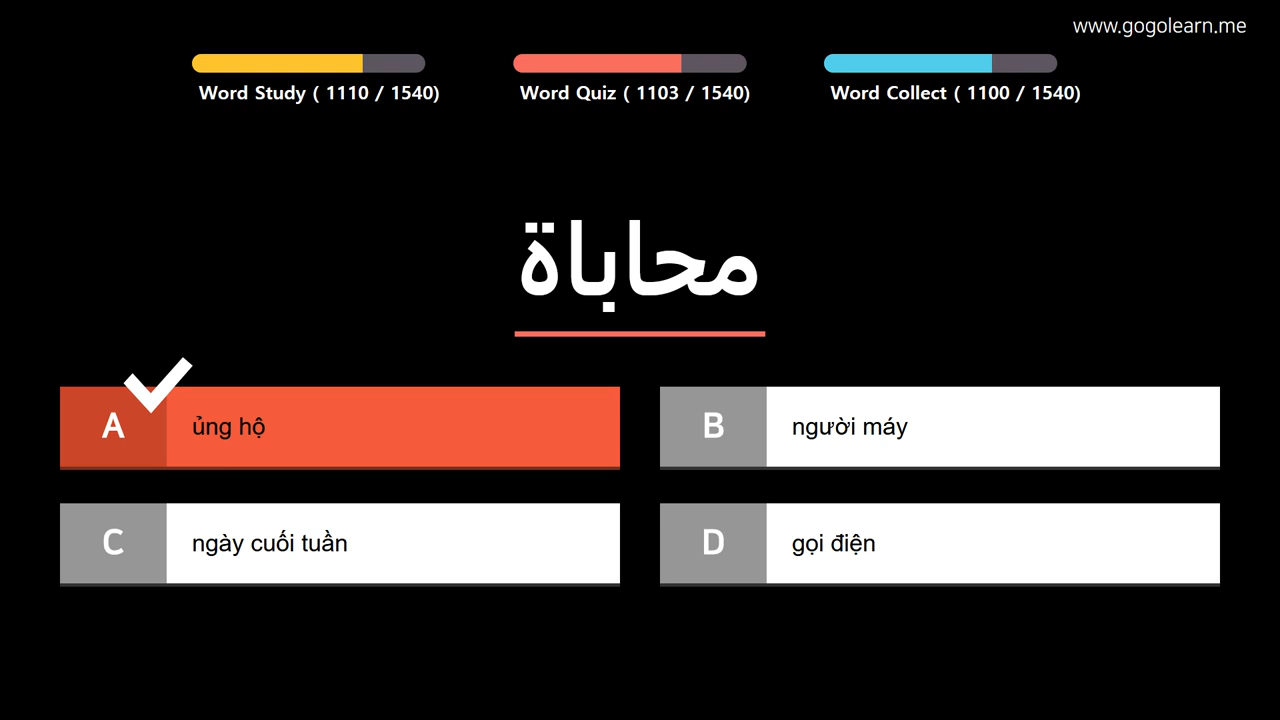 www.gogolearn.me
Word Study ( 1110 / 1540)
Word Quiz ( 1103 / 1540)
Word Collect ( 1100 / 1540)
محاباة
A
ủng hộ
B
người máy
C
ngày cuối tuần
D
gọi điện